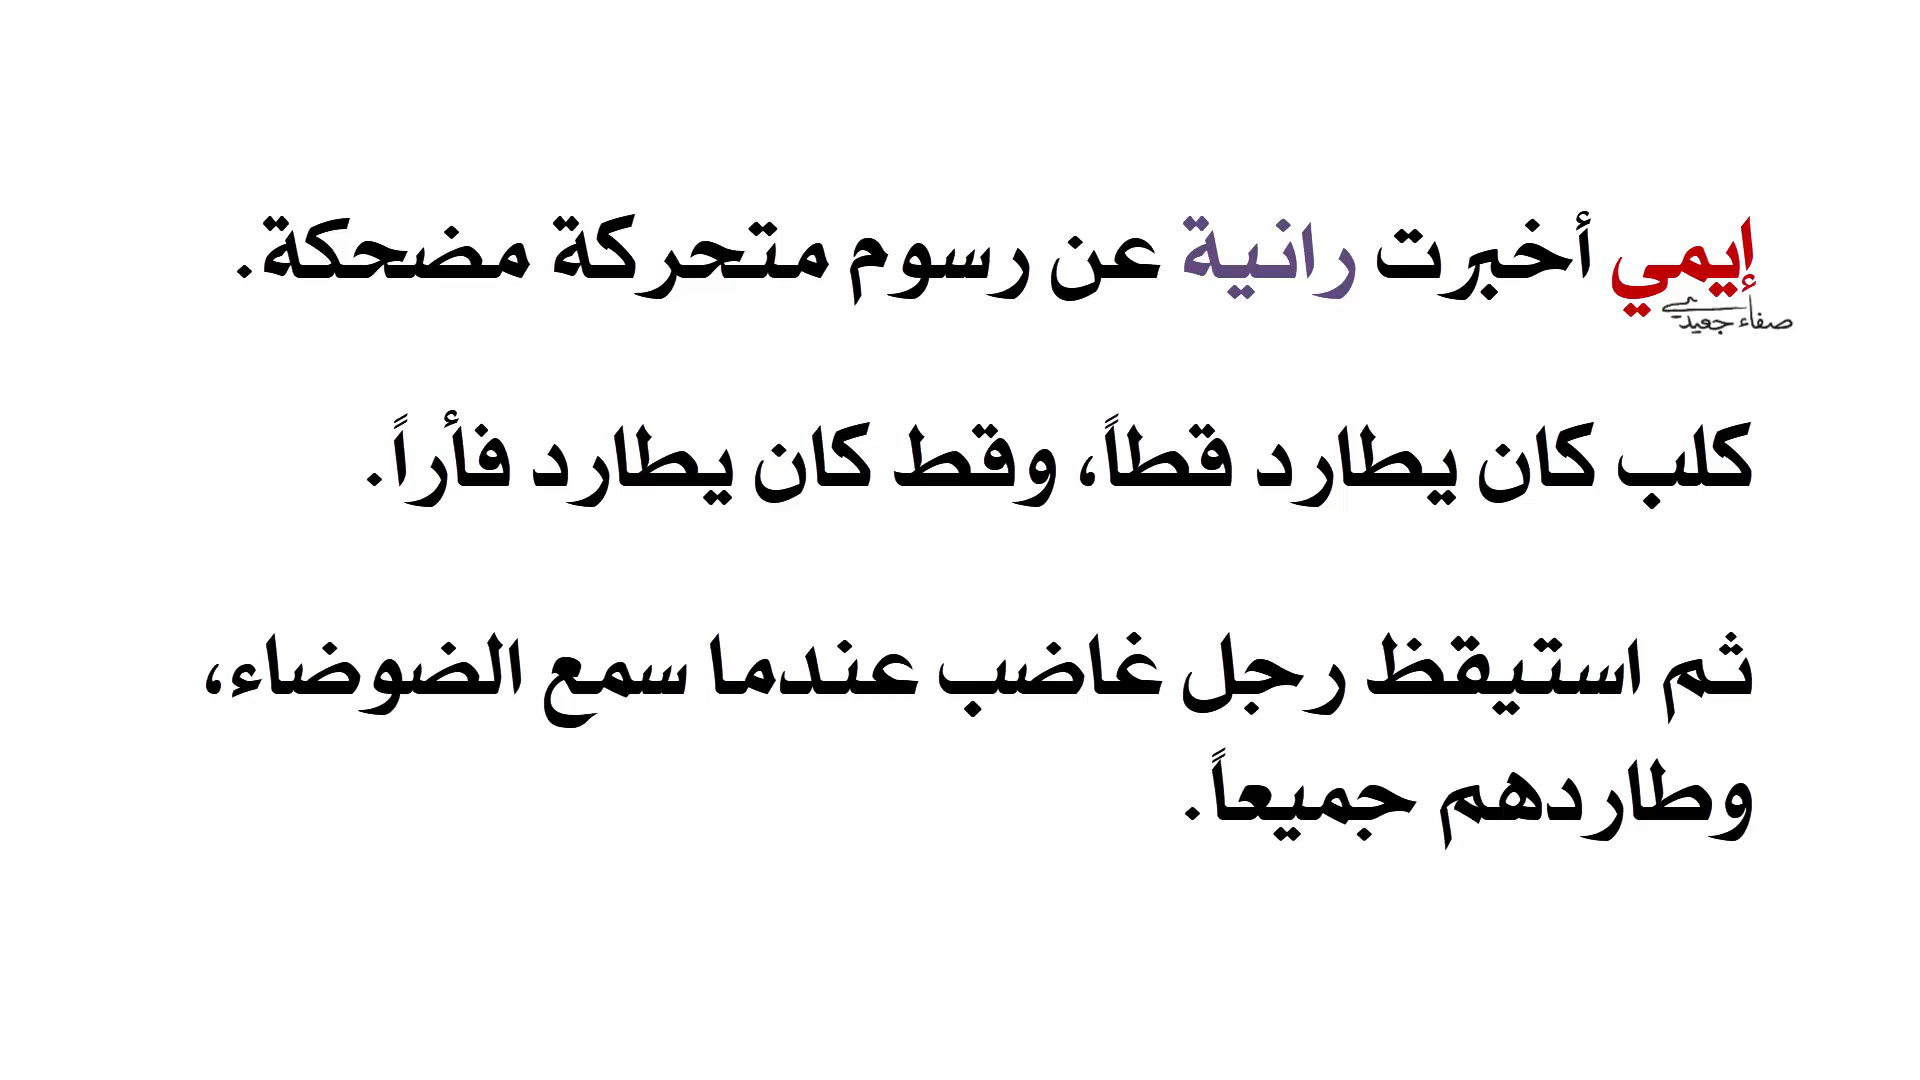 إيمي أخبرت رانية عن رسوم متحركة مضحكة.
صفاء جعيدي
كلب كان يطارد قطاً، وقط كان يطارد فأراً.
ثم استيقظ رجل غاضب عندما سمع الضوضاء،
وطاردهم جميعاً.